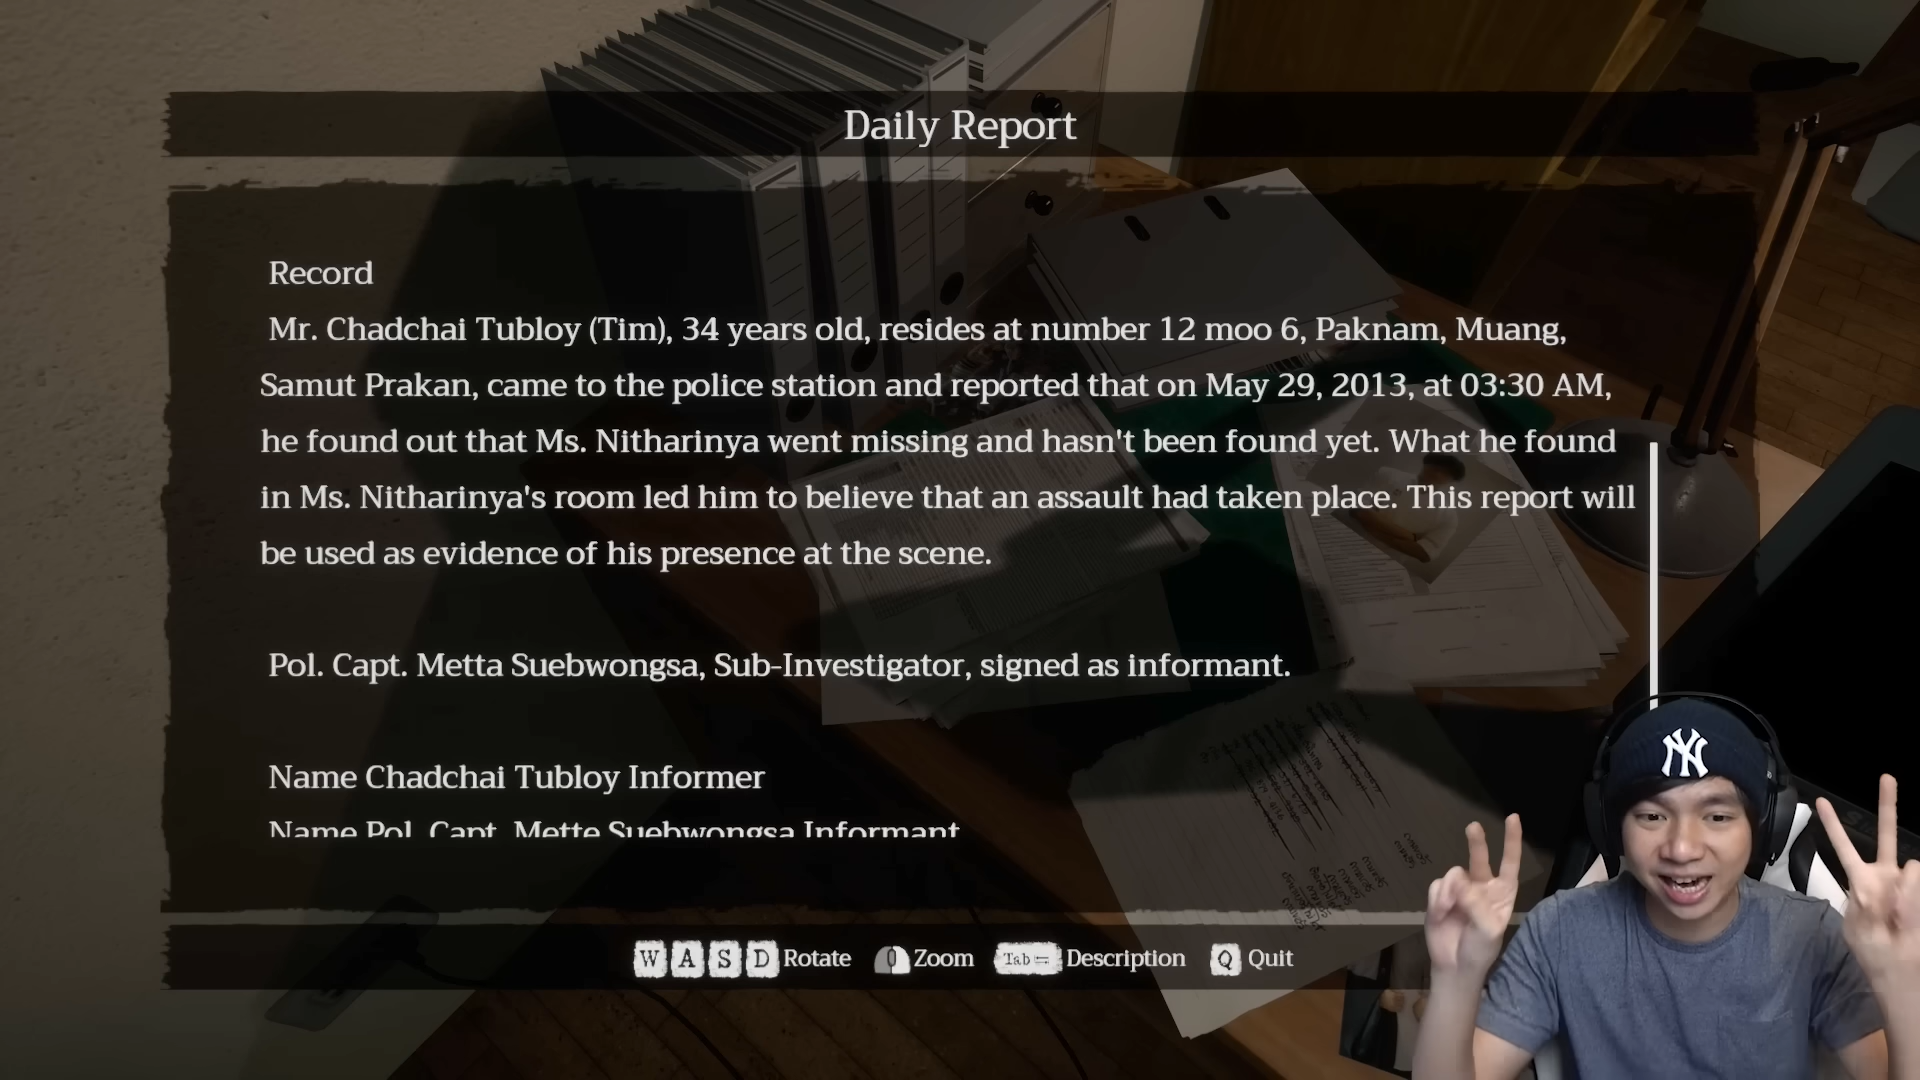 Daily Report
Record
Mr. Chadchai Tubloy (Tim), 34 years old, resides at number 12 moo 6, Paknam, Muang,
Samut Prakan, came to the police station and reported that on May 29, 2013, at 03:30 AM,
he found out that Ms. Nitharinya went missing and hasn't been found yet. What he found
in Ms. Nitharinya's room led him to believe that an assault had taken place. This report will
be used as evidence of his presence at the scene.
Pol. Capt. Metta Suebwongsa, Sub-Investigator, signed as informant.
Name Chadchai Tubloy Informer
Name Pol. Capt. Mette Suebwongsa Informant
W A S D Rotate Zoom Tab Description Q Quit
NY